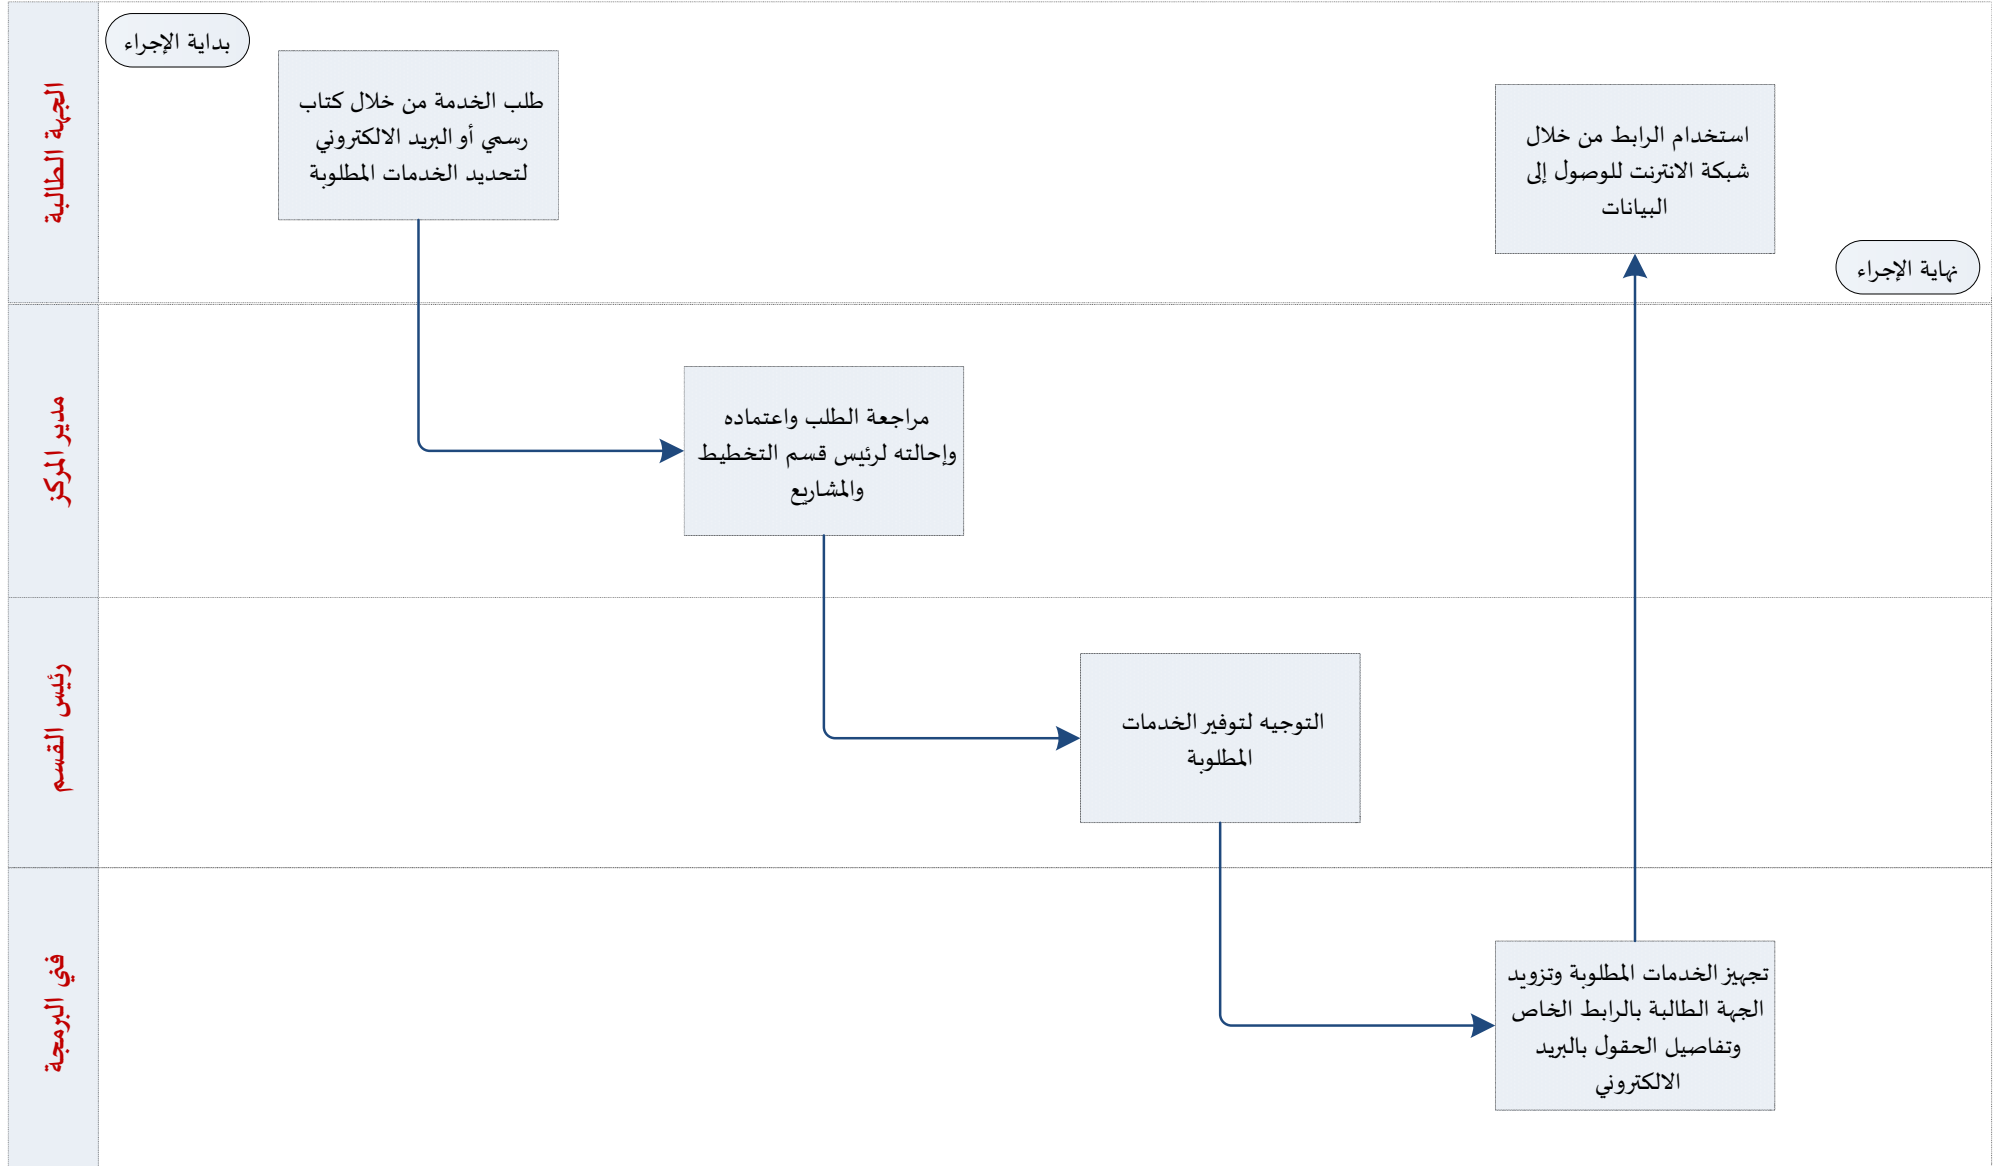 الجهة الطالبة
بداية الإجراء
طلب الخدمة من خلال كتاب
رسمي أو البريد الالكتروني
لتحديد الخدمات المطلوبة
استخدام الرابط من خلال
شبكة الانترنت للوصول إلى
البيانات
نهاية الإجراء
مدير المركز
مراجعة الطلب واعتماده
وإحالته لرئيس قسم التخطيط
والمشاريع
رئيس القسم
التوجيه لتوفير الخدمات
المطلوبة
فني البرمجة
تجهيز الخدمات المطلوبة وتزويد
الجهة الطالبة بالرابط الخاص
وتفاصيل الحقول بالبريد
الالكتروني